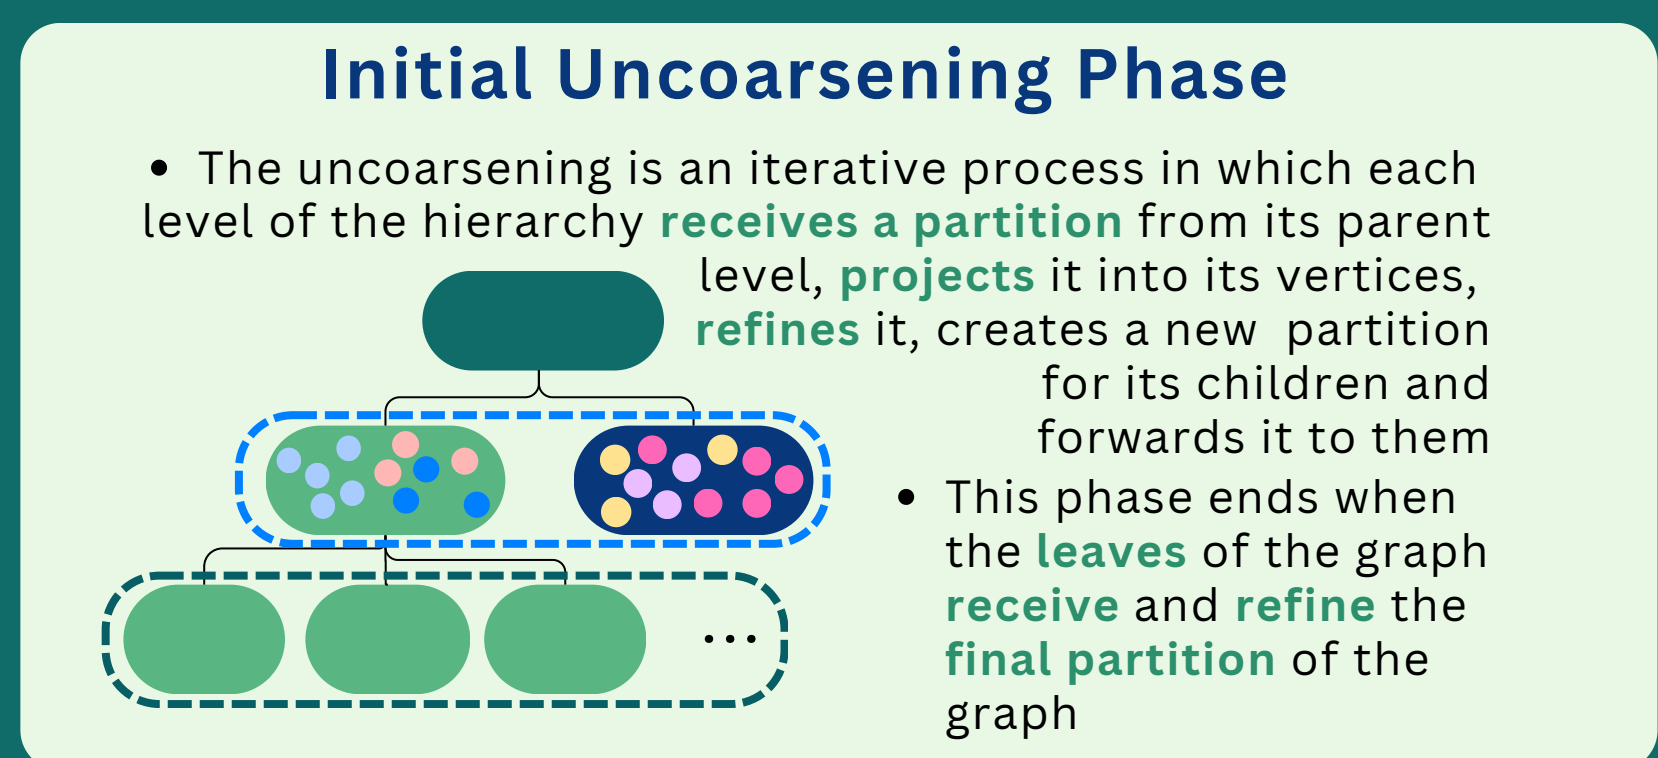 Initial Uncoarsening Phase
• The uncoarsening is an iterative process in which each
level of the hierarchy receives a partition from its parent
level, projects it into its vertices,
refines it, creates a new  partition
for its children and
forwards it to them
• This phase ends when
the leaves of the graph
receive and refine the
final partition of the
graph
...